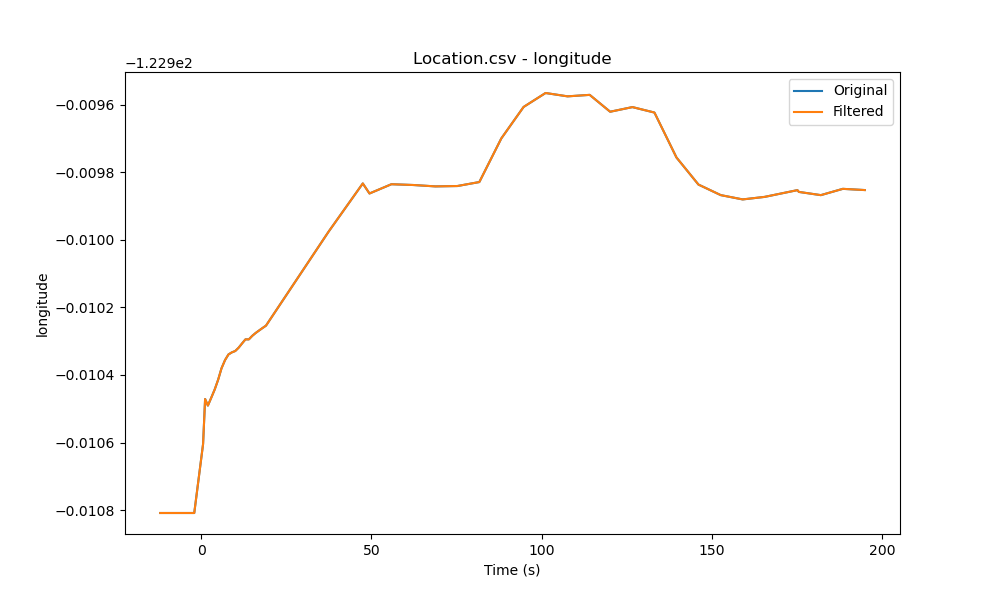 Location.csv - longitude
−1.229e2
Original
Filtered
−0.0096
−0.0098
−0.0100
−0.0102
−0.0104
−0.0106
−0.0108
longitude
0
50
100
150
200
Time (s)